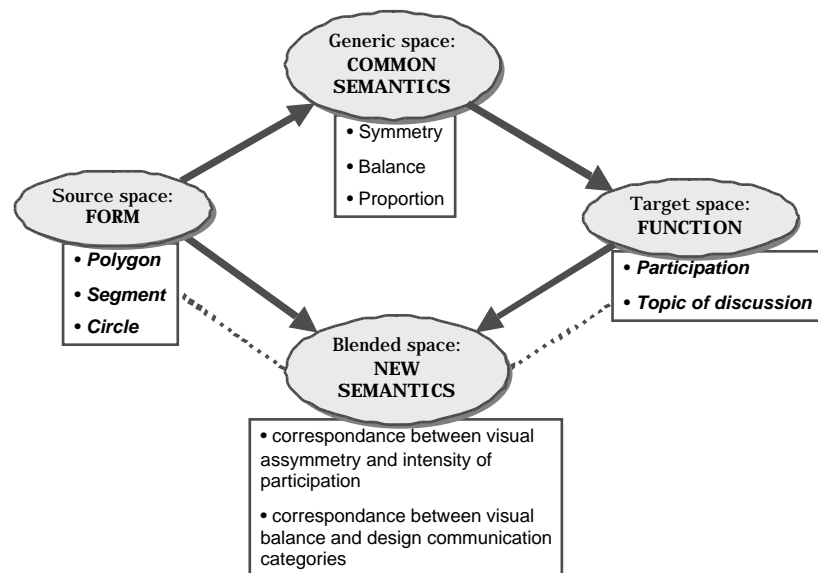 Generic space:
COMMON
SEMANTICS
• Symmetry
• Balance
• Proportion
Source space:
FORM
• Polygon
• Segment
• Circle
Target space:
FUNCTION
• Participation
• Topic of discussion
Blended space:
NEW
SEMANTICS
• correspondance between visual
assymmetry and intensity of
participation
• correspondance between visual
balance and design communication
categories